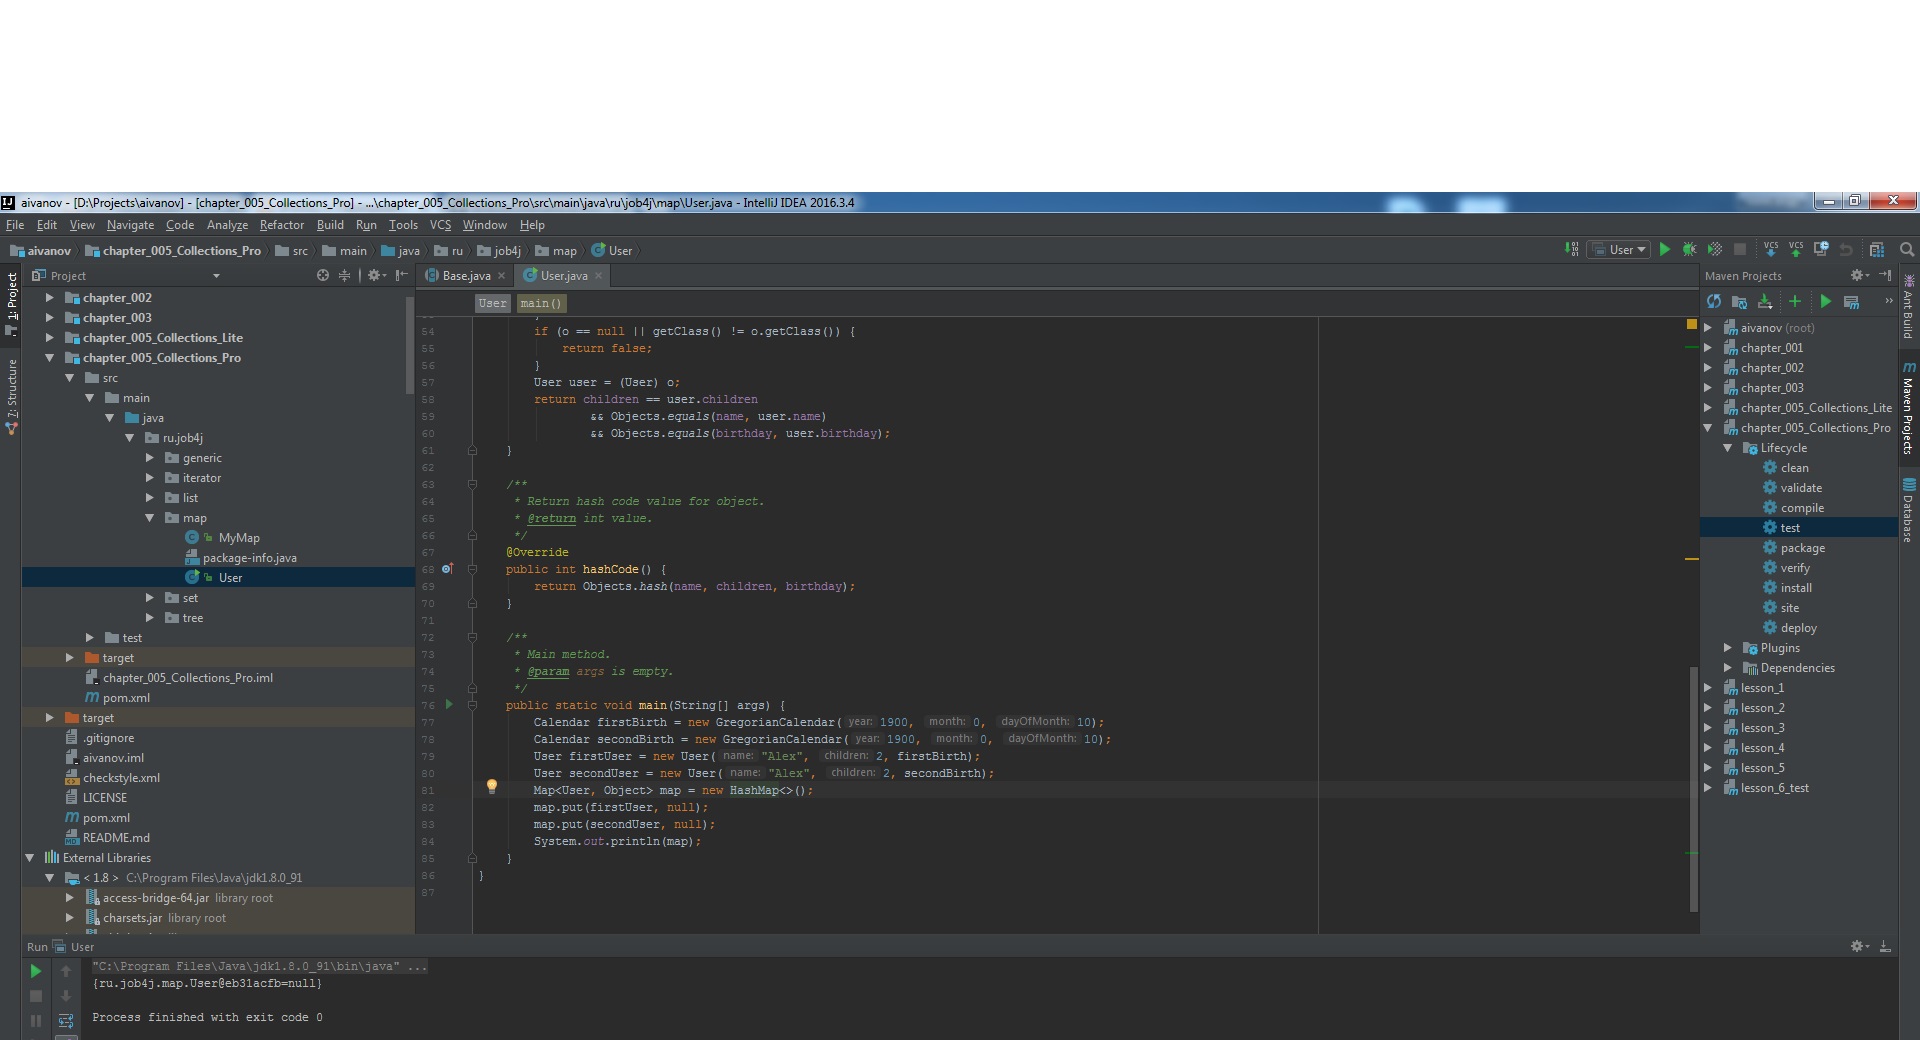 aivanov - [D:\Projects\aivanov] - [chapter_005_Collections_Pro] - ...\chapter_005_Collections_Pro\src\main\java\ru\job4j\map\User.java - IntelliJ IDEA 2016.3.4
File Edit View Navigate Code Analyze Refactor Build Run Tools VCS Window Help
aivanov chapter_005_Collections_Pro src main java ru job4j map User
User
VCS VCS
1: Project
7: Structure
Project
chapter_002
chapter_003
chapter_005_Collections_Lite
chapter_005_Collections_Pro
src
main
java
ru.job4j
generic
iterator
list
map
MyMap
package-info.java
User
set
tree
test
target
chapter_005_Collections_Pro.iml
pom.xml
target
.gitignore
aivanov.iml
checkstyle.xml
LICENSE
pom.xml
README.md
External Libraries
< 1.8 > C:\Program Files\Java\jdk1.8.0_91
access-bridge-64.jar library root
charsets.jar library root
Base.java User.java
User main()
54 if (o == null || getClass() != o.getClass()) {
55 return false;
56 }
57 User user = (User) o;
58 return children == user.children
59 && Objects.equals(name, user.name)
60 && Objects.equals(birthday, user.birthday);
61 }
62
63 /**
64 * Return hash code value for object.
65 * @return int value.
66 */
67 @Override
68 public int hashCode() {
69 return Objects.hash(name, children, birthday);
70 }
71
72 /**
73 * Main method.
74 * @param args is empty.
75 */
76 public static void main(String[] args) {
77 Calendar firstBirth = new GregorianCalendar( year: 1900, month: 0, dayOfMonth: 10);
78 Calendar secondBirth = new GregorianCalendar( year: 1900, month: 0, dayOfMonth: 10);
79 User firstUser = new User( name: "Alex", children: 2, firstBirth);
80 User secondUser = new User( name: "Alex", children: 2, secondBirth);
81 Map<User, Object> map = new HashMap<>();
82 map.put(firstUser, null);
83 map.put(secondUser, null);
84 System.out.println(map);
85 }
86 }
87
Maven Projects
aivanov (root)
chapter_001
chapter_002
chapter_003
chapter_005_Collections_Lite
chapter_005_Collections_Pro
Lifecycle
clean
validate
compile
test
package
verify
install
site
deploy
Plugins
Dependencies
lesson_1
lesson_2
lesson_3
lesson_4
lesson_5
lesson_6_test
Ant Build
Maven Projects
Database
Run User
"C:\Program Files\Java\jdk1.8.0_91\bin\java" ...
{ru.job4j.map.User@eb31acfb=null}
Process finished with exit code 0